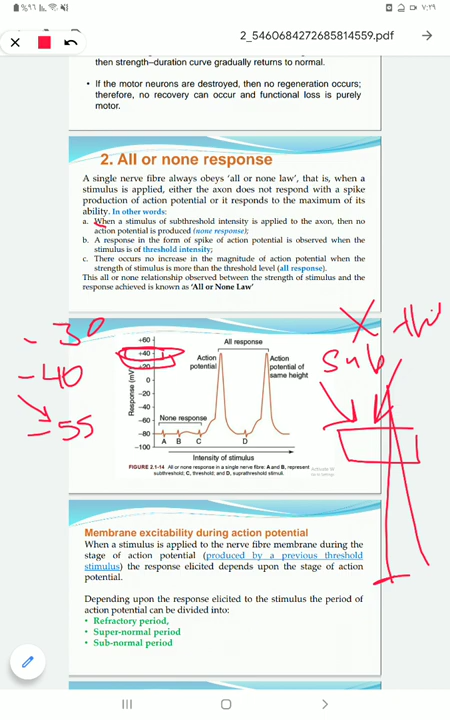 %٩٦
٧:٢٩
2_5460684272685814559.pdf
then strength–duration curve gradually returns to normal.
• If the motor neurons are destroyed, then no regeneration occurs;
therefore, no recovery can occur and functional loss is purely
motor.
2. All or none response
A single nerve fibre always obeys 'all or none law', that is, when a
stimulus is applied, either the axon does not respond with a spike
production of action potential or it responds to the maximum of its
ability. In other words:
a. When a stimulus of subthreshold intensity is applied to the axon, then no
action potential is produced (none response);
b. A response in the form of spike of action potential is observed when the
stimulus is of threshold intensity;
c. There occurs no increase in the magnitude of action potential when the
strength of stimulus is more than the threshold level (all response).
This all or none relationship observed between the strength of stimulus and the
response achieved is known as 'All or None Law'
-30
-40
-55
sub
Response (mV)
+60
+40
0
−20
−40
−60
−80
−100
All response
Action
potential
Action
potential of
same height
None response
A B C D
Intensity of stimulus
FIGURE 2.1-14 All or none response in a single nerve fibre: A and B, represent
subthreshold; C, threshold; and D, suprathreshold stimuli.
Membrane excitability during action potential
When a stimulus is applied to the nerve fibre membrane during the
stage of action potential (produced by a previous threshold
stimulus) the response elicited depends upon the stage of action
potential.
Depending upon the response elicited to the stimulus the period of
action potential can be divided into:
• Refractory period,
• Super-normal period
• Sub-normal period